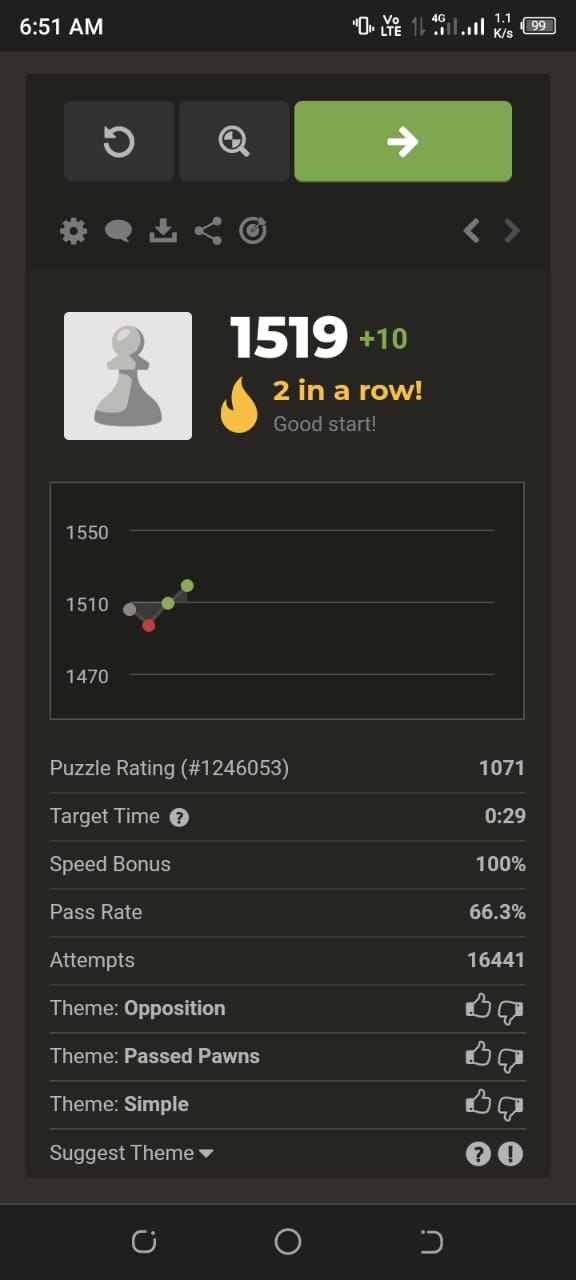 6:51 AM
Vo LTE 4G 1.1 K/s 99
1519 +10
2 in a row!
Good start!
1550
1510
1470
Puzzle Rating (#1246053) 1071
Target Time ? 0:29
Speed Bonus 100%
Pass Rate 66.3%
Attempts 16441
Theme: Opposition
Theme: Passed Pawns
Theme: Simple
Suggest Theme ? !